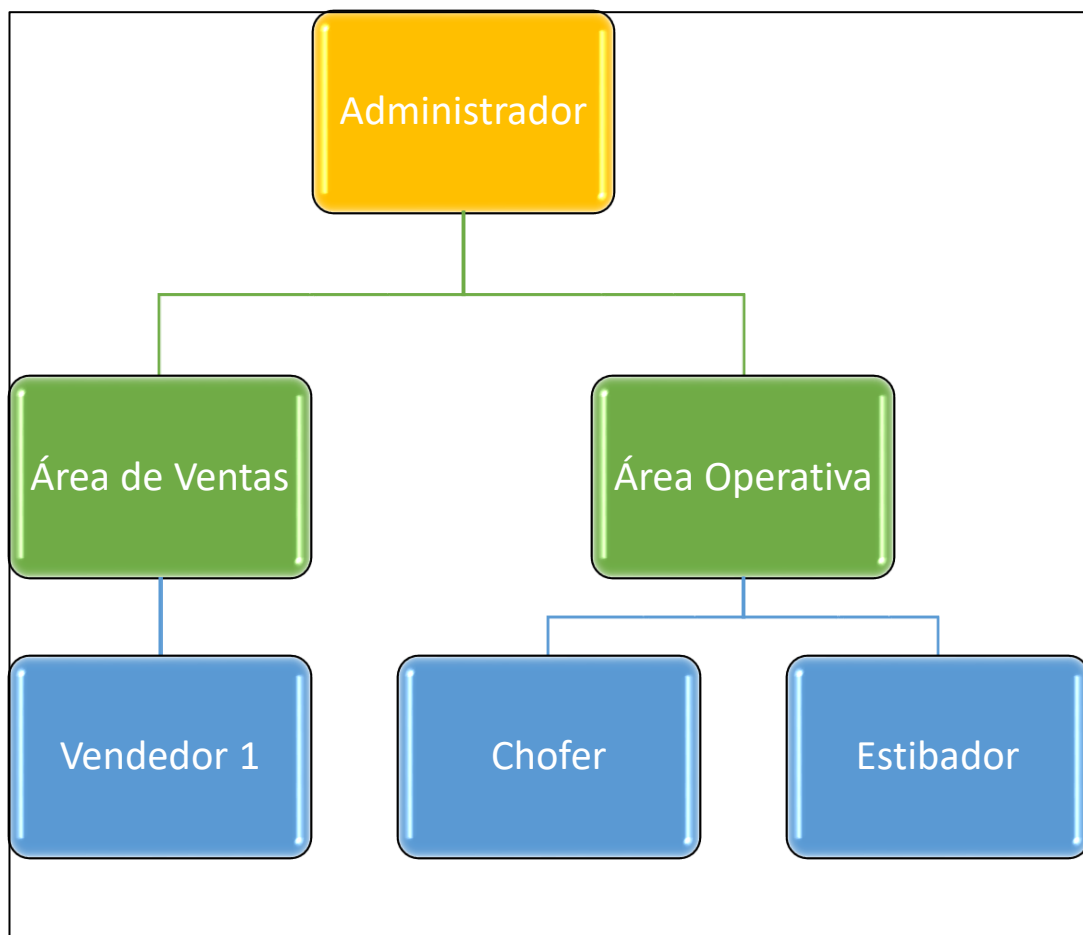 Administrador
Área de Ventas
Área Operativa
Vendedor 1
Chofer
Estibador